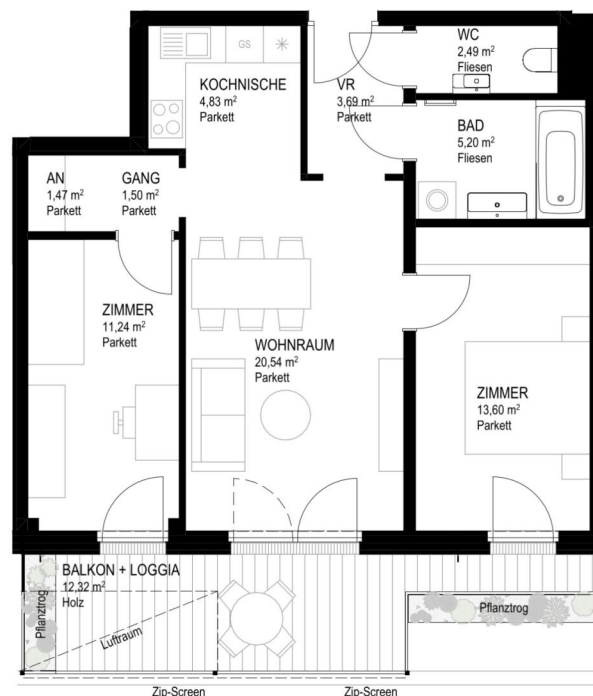 WC
2,49 m²
Fliesen
GS
KOCHNISCHE
4,83 m²
Parkett
VR
3,69 m²
Parkett
BAD
5,20 m²
Fliesen
AN
1,47 m²
Parkett
GANG
1,50 m²
Parkett
ZIMMER
11,24 m²
Parkett
WOHNRAUM
20,54 m²
Parkett
ZIMMER
13,60 m²
Parkett
BALKON + LOGGIA
12,32 m²
Holz
Pflanztrog
Luftraum
Pflanztrog
Zip-Screen
Zip-Screen